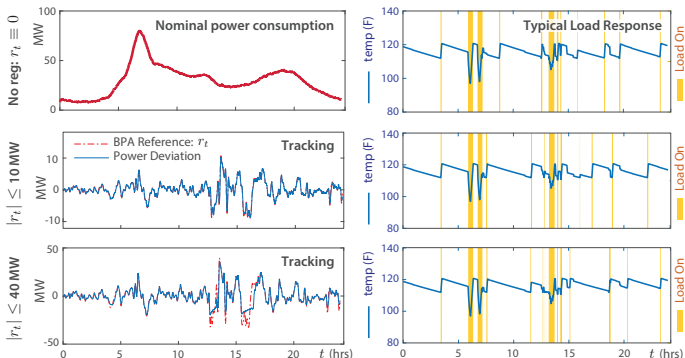 Nominal power consumption
No reg: r_t ≡ 0
MW
100
50
0
Typical Load Response
temp (F)
140
120
100
80
Load On
BPA Reference: r_t
Power Deviation
Tracking
|r_t| ≤ 10 MW
MW
10
0
-10
temp (F)
140
120
100
80
Load On
Tracking
|r_t| ≤ 40 MW
MW
50
0
-50
0 5 10 15 20 t (hrs)
temp (F)
140
120
100
80
Load On
0 5 10 15 20 t (hrs)